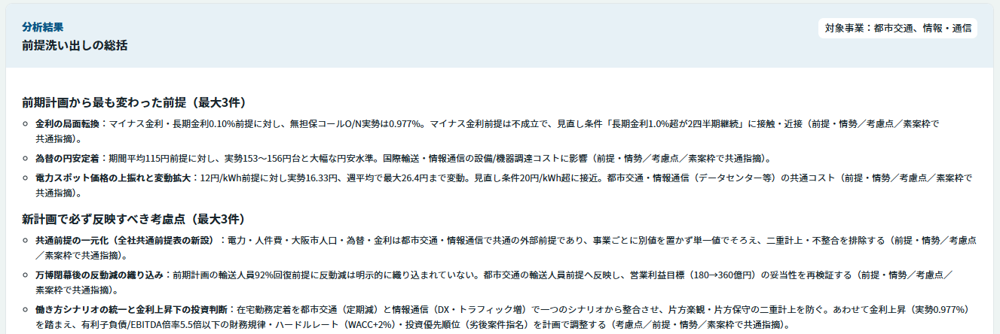 分析結果
前提洗い出しの総括
対象事業：都市交通、情報・通信
前期計画から最も変わった前提（最大3件）
金利の局面転換：マイナス金利・長期金利0.10%前提に対し、無担保コールO/N実勢は0.977%。マイナス金利前提は不成立で、見直し条件「長期金利1.0%超が2四半期継続」に接触・近接（前提・情勢／考慮点／素案枠で
共通指摘）。
為替の円安定着：期間平均115円前提に対し、実勢153〜156円台と大幅な円安水準。国際輸送・情報通信の設備/機器調達コストに影響（前提・情勢／考慮点／素案枠で共通指摘）。
電力スポット価格の上振れと変動拡大：12円/kWh前提に対し実勢16.33円、週平均で最大26.4円まで変動。見直し条件20円/kWh超に接近。都市交通・情報通信（データセンター等）の共通コスト（前提・情勢／考慮点／素案枠で
共通指摘）。
新計画で必ず反映すべき考慮点（最大3件）
共通前提の一元化（全社共通前提表の新設）：電力・人件費・大阪市人口・為替・金利は都市交通・情報通信で共通の外部前提であり、事業ごとに別値を置かず単一値でそろえ、二重計上・不整合を排除する（前提・情勢／考慮点
／素案枠で共通指摘）。
万博閉幕後の反動減の織り込み：前期計画の輸送人員92%回復前提に反動減は明示的に織り込まれていない。都市交通の輸送人員前提へ反映し、営業利益目標（180→360億円）の妥当性を再検証する（前提・情勢／考慮点／
素案枠で共通指摘）。
働き方シナリオの統一と金利上昇下の投資判断：在宅勤務定着を都市交通（定期減）と情報通信（DX・トラフィック増）で一つのシナリオから整合させ、片方楽観・片方保守の二重計上を防ぐ。あわせて金利上昇（実勢0.977%）
を踏まえ、有利子負債/EBITDA倍率5.5倍以下の財務規律・ハードルレート（WACC+2%）・投資優先順位（劣後案件指名）を計画で調整する（考慮点／前提・情勢／素案枠で共通指摘）。